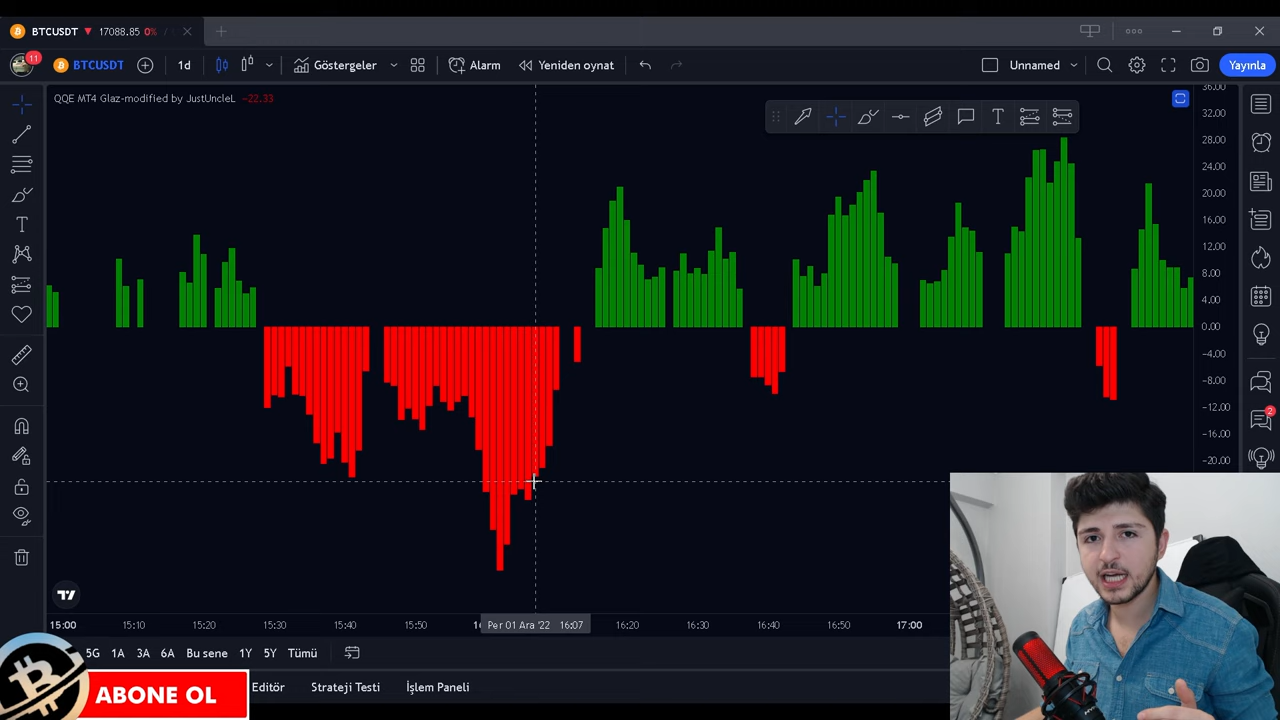 BTCUSDT ▼ 17088.85 0% /
11
BTCUSDT 1d Göstergeler Alarm Yeniden oynat Unnamed Yayınla
QQE MT4 Glaz-modified by JustUncleL −22.33
36.00
32.00
28.00
24.00
20.00
16.00
12.00
8.00
4.00
0.00
−4.00
−8.00
−12.00
−16.00
−20.00
2
15:00 15:10 15:20 15:30 15:40 15:50 Per 01 Ara '22 16:07 16:20 16:30 16:40 16:50 17:00
5G 1A 3A 6A Bu sene 1Y 5Y Tümü
Editör Strateji Testi İşlem Paneli
ABONE OL